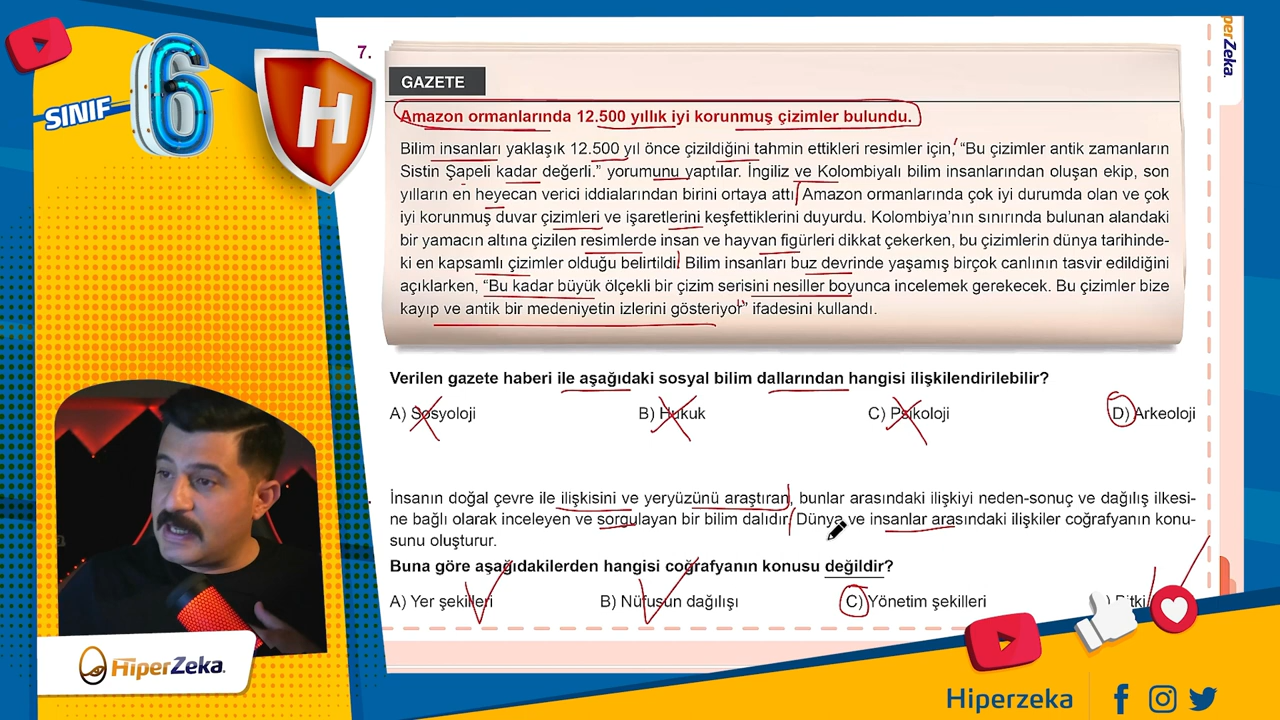 SINIF
6
H
perZeka.
7.
GAZETE
Amazon ormanlarında 12.500 yıllık iyi korunmuş çizimler bulundu.
Bilim insanları yaklaşık 12.500 yıl önce çizildiğini tahmin ettikleri resimler için, “Bu çizimler antik zamanların
Sistin Şapeli kadar değerli.” yorumunu yaptılar. İngiliz ve Kolombiyalı bilim insanlarından oluşan ekip, son
yılların en heyecan verici iddialarından birini ortaya attı. Amazon ormanlarında çok iyi durumda olan ve çok
iyi korunmuş duvar çizimleri ve işaretlerini keşfettiklerini duyurdu. Kolombiya’nın sınırında bulunan alandaki
bir yamacın altına çizilen resimlerde insan ve hayvan figürleri dikkat çekerken, bu çizimlerin dünya tarihinde-
ki en kapsamlı çizimler olduğu belirtildi. Bilim insanları buz devrinde yaşamış birçok canlının tasvir edildiğini
açıklarken, “Bu kadar büyük ölçekli bir çizim serisini nesiller boyunca incelemek gerekecek. Bu çizimler bize
kayıp ve antik bir medeniyetin izlerini gösteriyor” ifadesini kullandı.
Verilen gazete haberi ile aşağıdaki sosyal bilim dallarından hangisi ilişkilendirilebilir?
A) Sosyoloji B) Hukuk C) Psikoloji D) Arkeoloji
İnsanın doğal çevre ile ilişkisini ve yeryüzünü araştıran, bunlar arasındaki ilişkiyi neden-sonuç ve dağılış ilkesi-
ne bağlı olarak inceleyen ve sorgulayan bir bilim dalıdır. Dünya ve insanlar arasındaki ilişkiler coğrafyanın konu-
sunu oluşturur.
Buna göre aşağıdakilerden hangisi coğrafyanın konusu değildir?
A) Yer şekilleri B) Nüfusun dağılışı C) Yönetim şekilleri ) Bitki
HiperZeka.
Hiperzeka